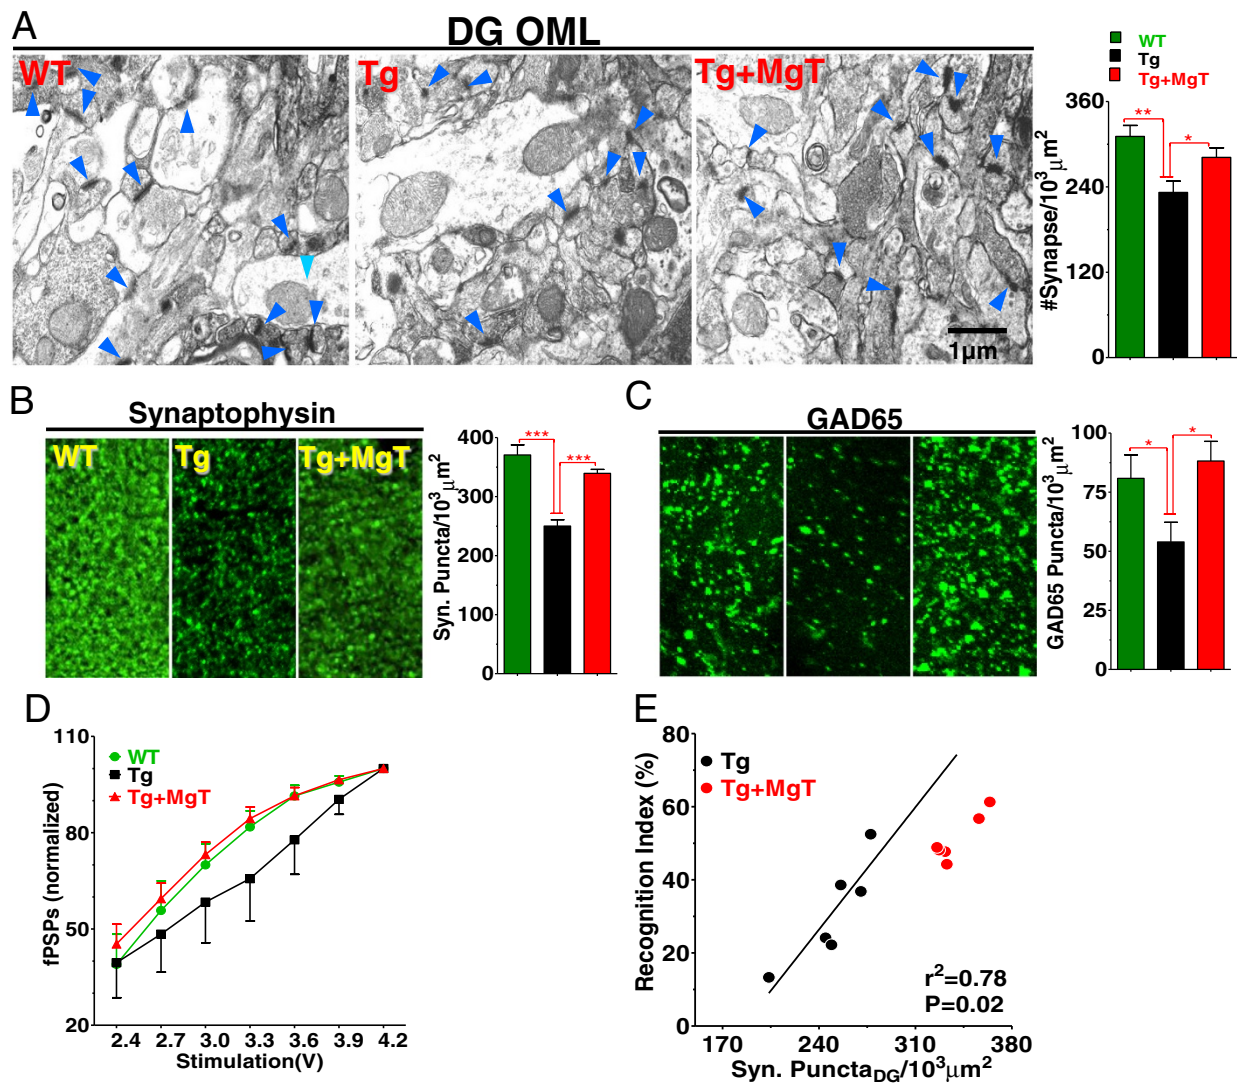 A
DG OML
WT
Tg
Tg+MgT
1µm
WT
Tg
Tg+MgT
#Synapse/10³µm²
360
240
120
0
**
*
B
Synaptophysin
WT
Tg
Tg+MgT
Syn. Puncta/10³µm²
400
300
200
100
0
***
***
C
GAD65
GAD65 Puncta/10³µm²
100
75
50
25
0
*
*
D
WT
Tg
Tg+MgT
fPSPs (normalized)
110
80
50
20
2.4 2.7 3.0 3.3 3.6 3.9 4.2
Stimulation(V)
E
Tg
Tg+MgT
Recognition Index (%)
80
60
40
20
0
r²=0.78
P=0.02
170 240 310 380
Syn. PunctaDG/10³µm²